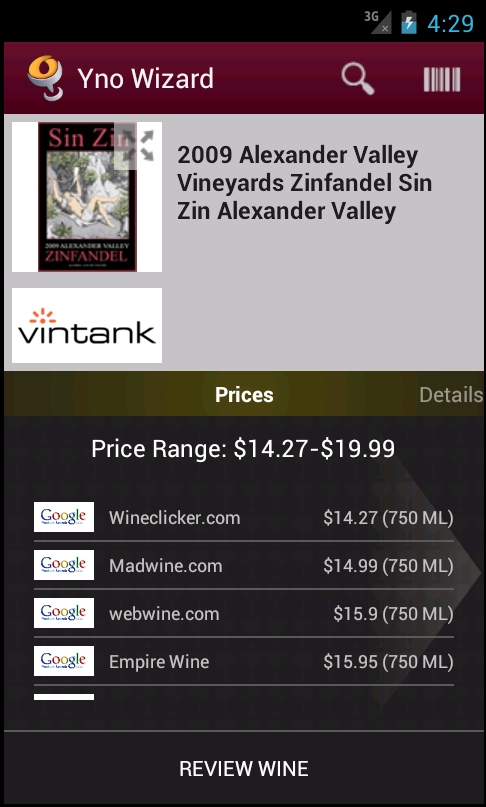 3G
4:29
Yno Wizard
Sin Zin
2009 ALEXANDER VALLEY
ZINFANDEL
2009 Alexander Valley
Vineyards Zinfandel Sin
Zin Alexander Valley
vintank
Prices
Details
Price Range: $14.27-$19.99
Google
Wineclicker.com
$14.27 (750 ML)
Google
Madwine.com
$14.99 (750 ML)
Google
webwine.com
$15.9 (750 ML)
Google
Empire Wine
$15.95 (750 ML)
REVIEW WINE